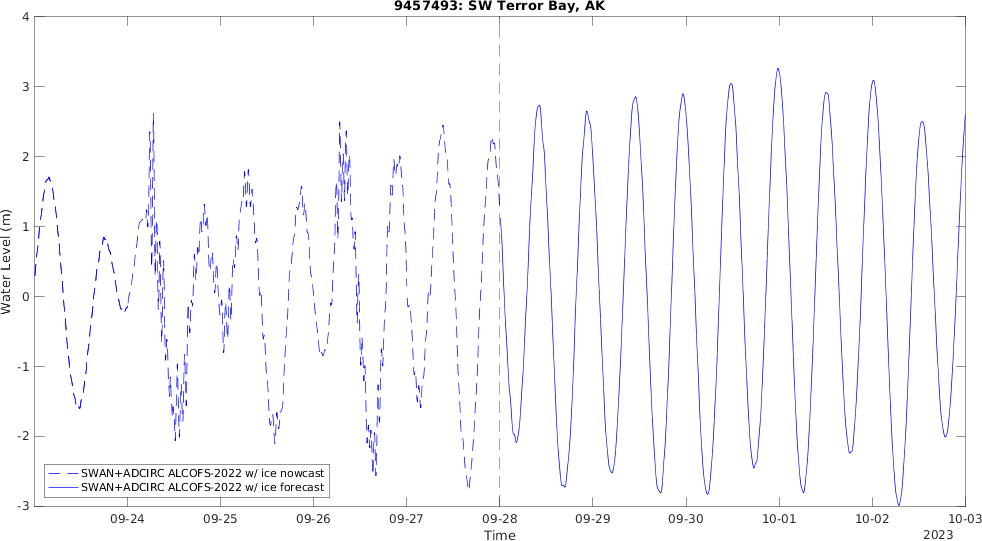 9457493: SW Terror Bay, AK
4
3
2
1
0
-1
-2
-3
Water Level (m)
SWAN+ADCIRC ALCOFS-2022 w/ ice nowcast
SWAN+ADCIRC ALCOFS-2022 w/ ice forecast
09-24 09-25 09-26 09-27 09-28 09-29 09-30 10-01 10-02 10-03
Time
2023